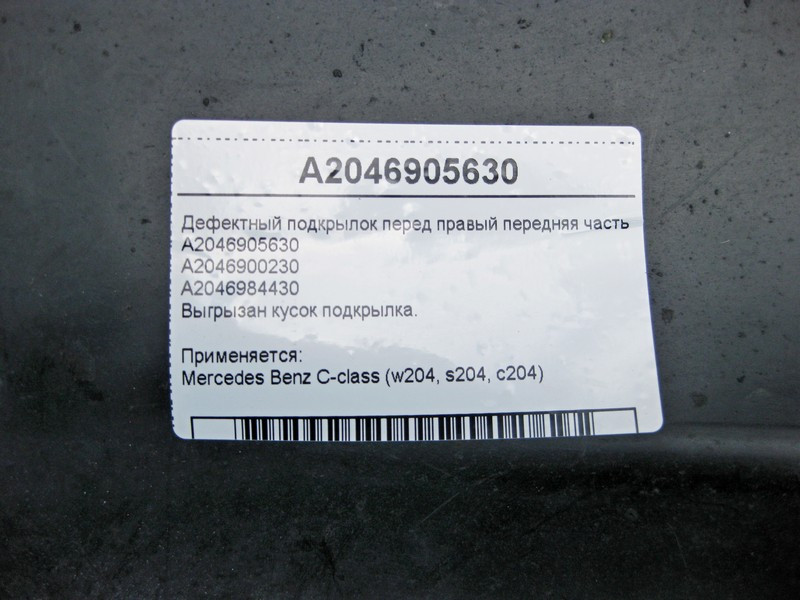 A2046905630
Дефектный подкрылок перед правый передняя часть
A2046905630
A2046900230
A2046984430
Выгрызан кусок подкрылка.
Применяется:
Mercedes Benz C-class (w204, s204, c204)